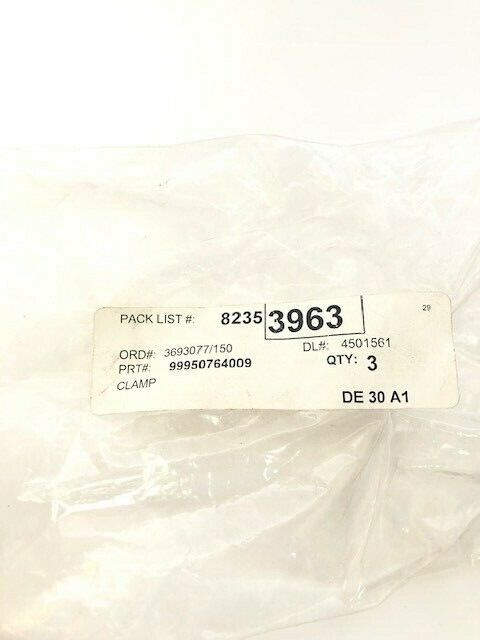 PACK LIST #: 8235 3963 29
ORD#: 3693077/150 DL#: 4501561
PRT#: 99950764009 QTY: 3
CLAMP
DE 30 A1